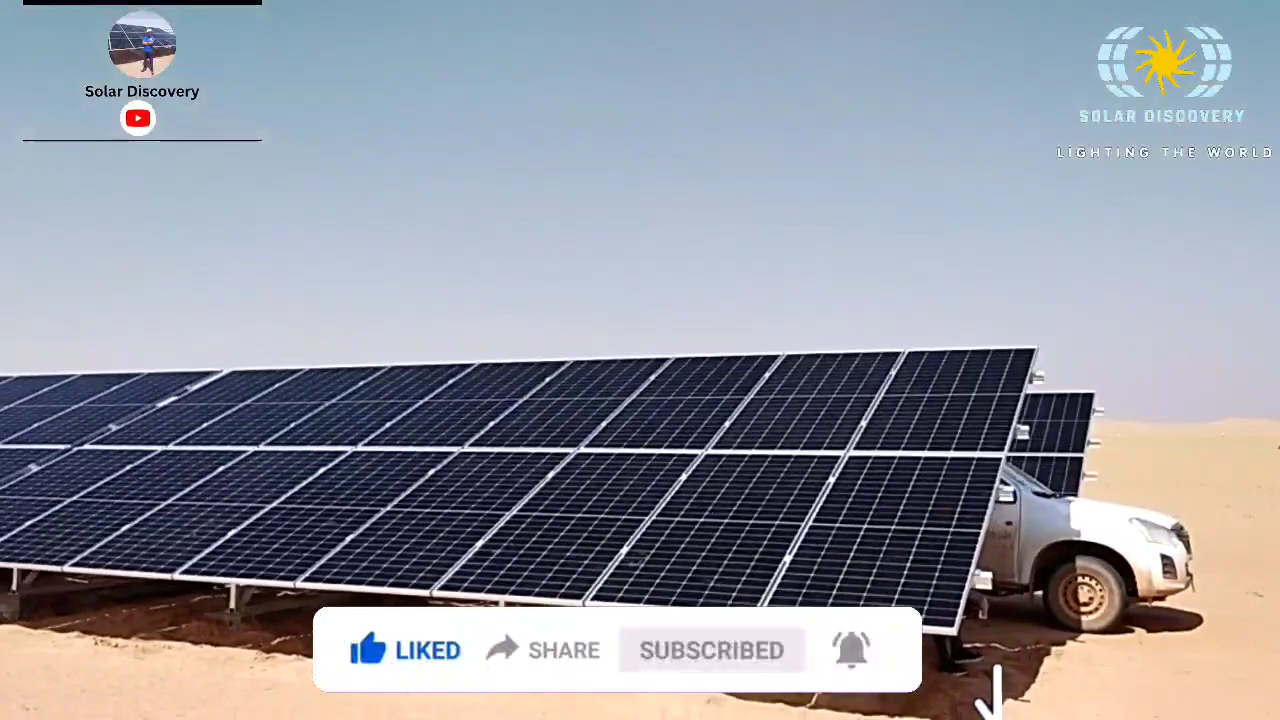 Solar Discovery
SOLAR DISCOVERY
LIGHTING THE WORLD
LIKED SHARE SUBSCRIBED